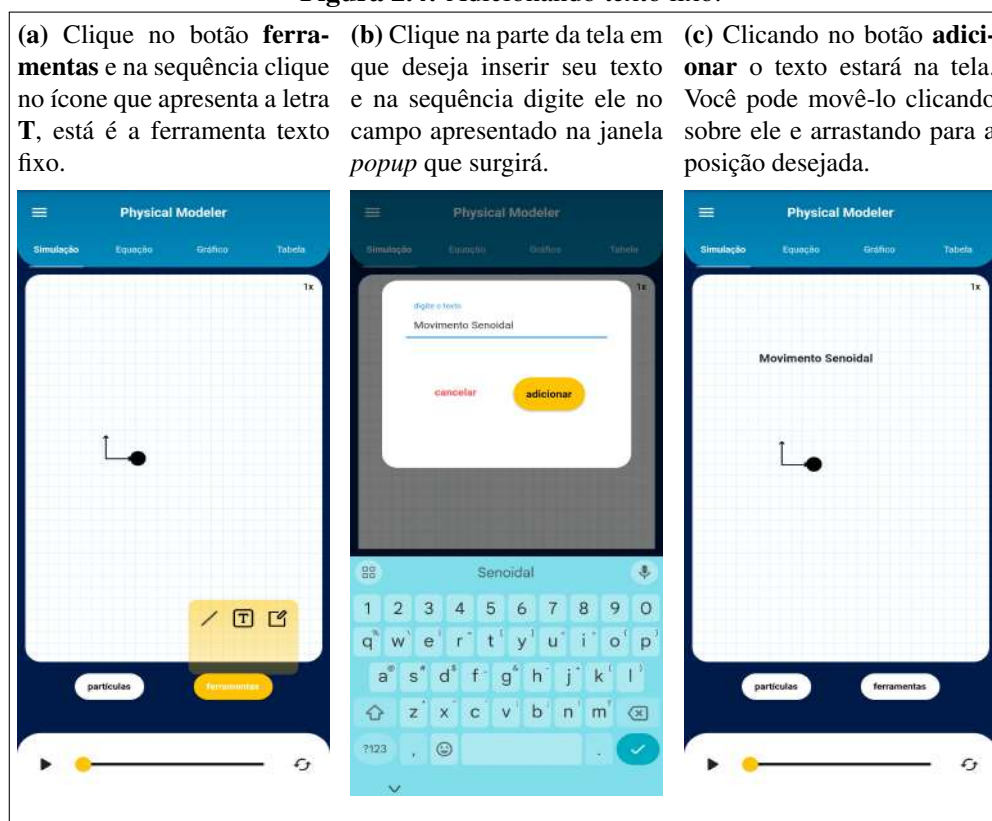 (a) Clique no botão ferra-
mentas e na sequência clique
no ícone que apresenta a letra
T, está é a ferramenta texto
fixo.
(b) Clique na parte da tela em
que deseja inserir seu texto
e na sequência digite ele no
campo apresentado na janela
popup que surgirá.
(c) Clicando no botão adici-
onar o texto estará na tela.
Você pode movê-lo clicando
sobre ele e arrastando para a
posição desejada.
Physical Modeler
Simulação Equação Gráfico Tabela
1x
T
partículas ferramentas
Physical Modeler
Simulação Equação Gráfico Tabela
1x
digite o texto
Movimento Senoidal
cancelar adicionar
Senoidal
1 2 3 4 5 6 7 8 9 0
q w e r t y u i o p
a s d f g h j k l
z x c v b n m
?123 , .
Physical Modeler
Simulação Equação Gráfico Tabela
1x
Movimento Senoidal
partículas ferramentas